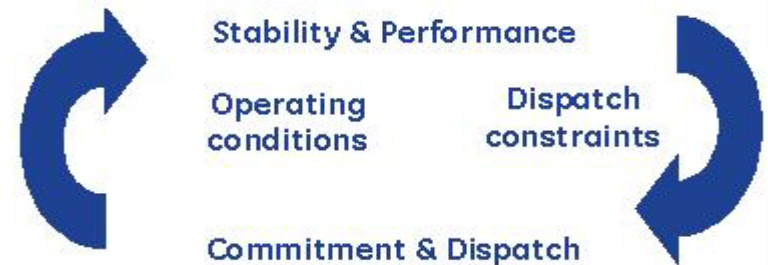 Stability & Performance
Operating
conditions
Dispatch
constraints
Commitment & Dispatch